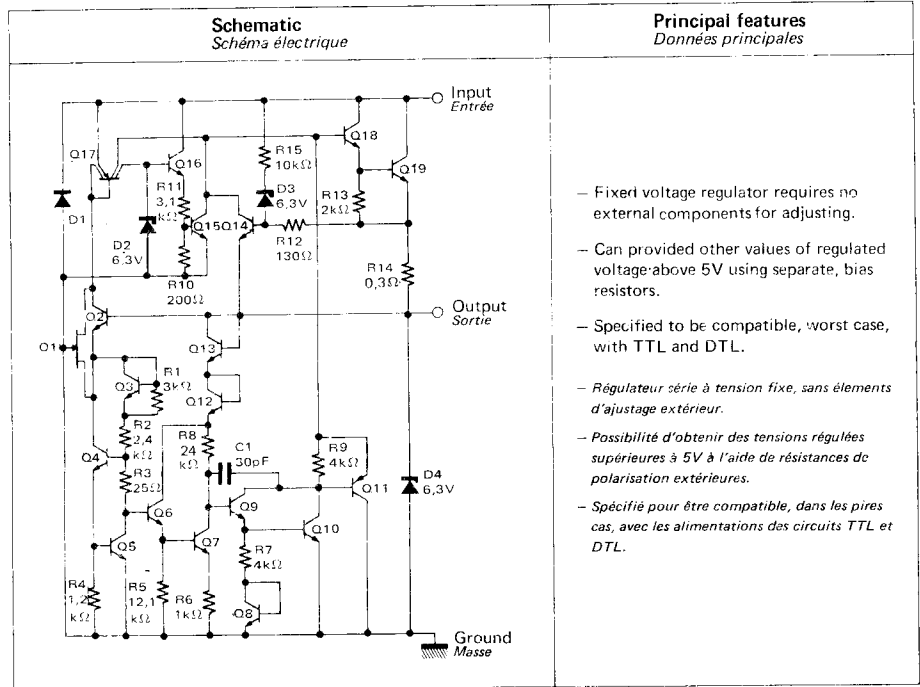 Schematic
Schéma électrique
Principal features
Données principales
Input
Entrée
Q18
Q17
Q16
R15
10kΩ
Q19
R11
3,1
kΩ
D3
6,3V
R13
2kΩ
D1
D2
6,3V
Q15
Q14
R12
130Ω
R10
200Ω
R14
0,3Ω
Output
Sortie
Q2
Q1
Q13
R1
3kΩ
Q3
Q12
R2
2,4
kΩ
R8
24
kΩ
C1
30pF
R9
4kΩ
Q4
D4
6,3V
R3
25Ω
Q11
Q9
Q6
Q10
Q5
Q7
R7
4kΩ
R4
1,2
kΩ
R5
12,1
kΩ
R6
1kΩ
Q8
Ground
Masse
– Fixed voltage regulator requires no
external components for adjusting.
– Can provided other values of regulated
voltage above 5V using separate, bias
resistors.
– Specified to be compatible, worst case,
with TTL and DTL.
– Régulateur série à tension fixe, sans élements
d'ajustage extérieur.
– Possibilité d'obtenir des tensions régulées
supérieures à 5V à l'aide de résistances de
polarisation extérieures.
– Spécifié pour être compatible, dans les pires
cas, avec les alimentations des circuits TTL et
DTL.